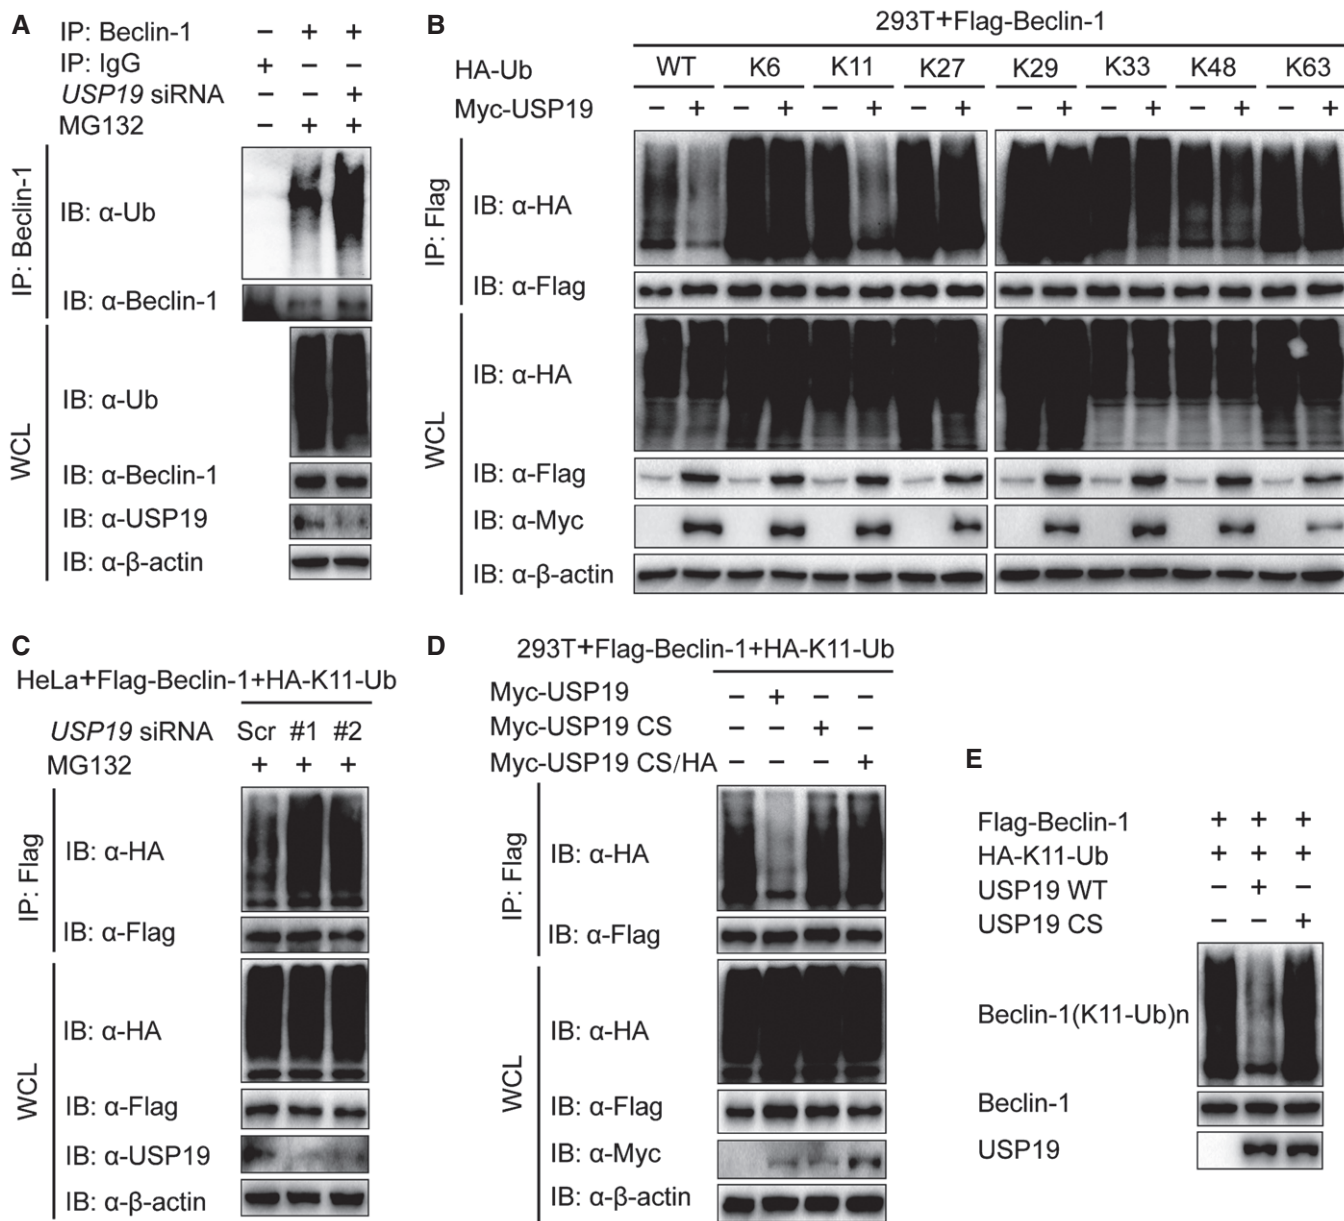 A
IP: Beclin-1 – + +
IP: IgG + – –
USP19 siRNA – – +
MG132 – + +
IP: Beclin-1
IB: α-Ub
IB: α-Beclin-1
WCL
IB: α-Ub
IB: α-Beclin-1
IB: α-USP19
IB: α-β-actin
B
293T+Flag-Beclin-1
HA-Ub WT K6 K11 K27 K29 K33 K48 K63
Myc-USP19 – + – + – + – + – + – + – + – +
IP: Flag
IB: α-HA
IB: α-Flag
WCL
IB: α-HA
IB: α-Flag
IB: α-Myc
IB: α-β-actin
C
HeLa+Flag-Beclin-1+HA-K11-Ub
USP19 siRNA Scr #1 #2
MG132 + + +
IP: Flag
IB: α-HA
IB: α-Flag
WCL
IB: α-HA
IB: α-Flag
IB: α-USP19
IB: α-β-actin
D
293T+Flag-Beclin-1+HA-K11-Ub
Myc-USP19 – + – –
Myc-USP19 CS – – + –
Myc-USP19 CS/HA – – – +
IP: Flag
IB: α-HA
IB: α-Flag
WCL
IB: α-HA
IB: α-Flag
IB: α-Myc
IB: α-β-actin
E
Flag-Beclin-1 + + +
HA-K11-Ub + + +
USP19 WT – + –
USP19 CS – – +
Beclin-1(K11-Ub)n
Beclin-1
USP19